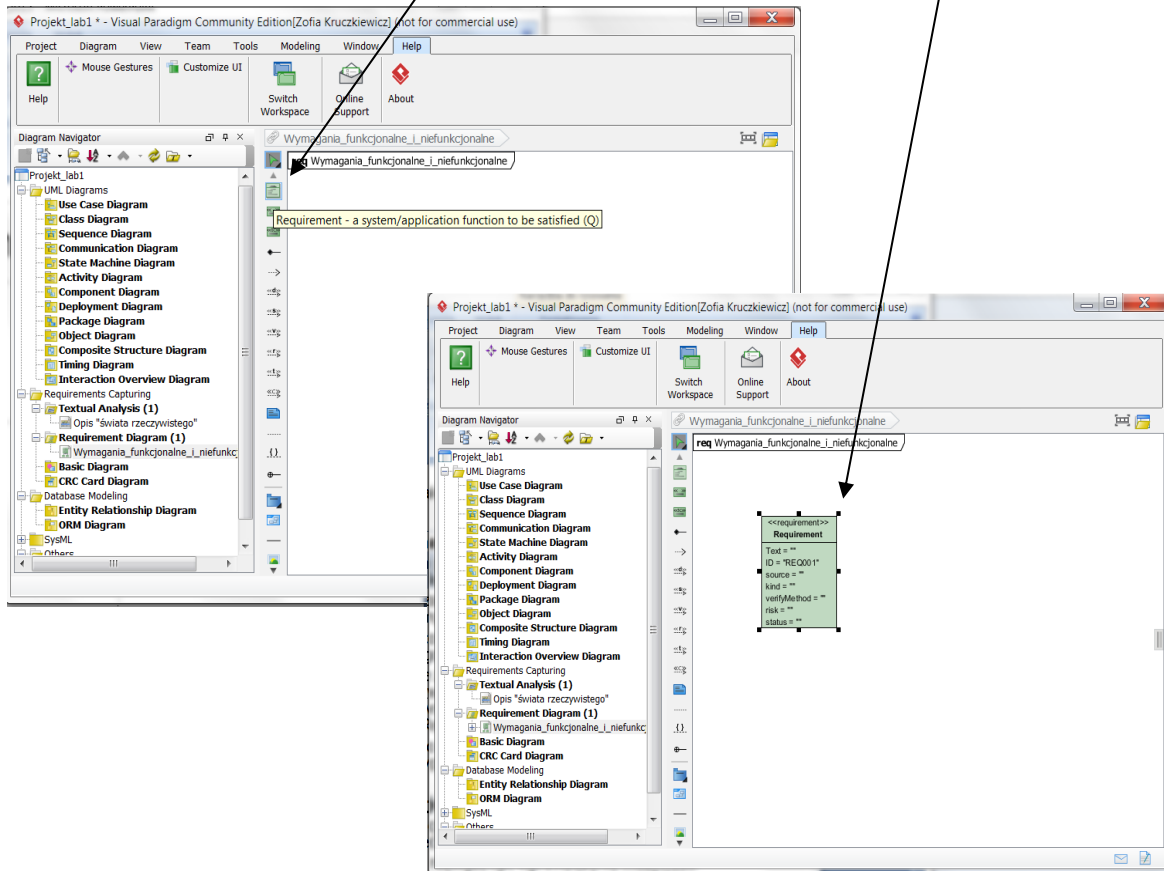 Projekt_lab1 * - Visual Paradigm Community Edition[Zofia Kruczkiewicz] (not for commercial use)
Project Diagram View Team Tools Modeling Window Help
Mouse Gestures Customize UI
Help Switch Workspace Online Support About
Diagram Navigator
Wymagania_funkcjonalne_i_niefunkcjonalne
req Wymagania_funkcjonalne_i_niefunkcjonalne
Requirement - a system/application function to be satisfied (Q)
Projekt_lab1
UML Diagrams
Use Case Diagram
Class Diagram
Sequence Diagram
Communication Diagram
State Machine Diagram
Activity Diagram
Component Diagram
Deployment Diagram
Package Diagram
Object Diagram
Composite Structure Diagram
Timing Diagram
Interaction Overview Diagram
Requirements Capturing
Textual Analysis (1)
Opis "świata rzeczywistego"
Requirement Diagram (1)
Wymagania_funkcjonalne_i_niefunkc
Basic Diagram
CRC Card Diagram
Database Modeling
Entity Relationship Diagram
ORM Diagram
SysML
Others
Projekt_lab1 * - Visual Paradigm Community Edition[Zofia Kruczkiewicz] (not for commercial use)
Project Diagram View Team Tools Modeling Window Help
Mouse Gestures Customize UI
Help Switch Workspace Online Support About
Diagram Navigator
Wymagania_funkcjonalne_i_niefunkcjonalne
req Wymagania_funkcjonalne_i_niefunkcjonalne
Projekt_lab1
UML Diagrams
Use Case Diagram
Class Diagram
Sequence Diagram
Communication Diagram
State Machine Diagram
Activity Diagram
Component Diagram
Deployment Diagram
Package Diagram
Object Diagram
Composite Structure Diagram
Timing Diagram
Interaction Overview Diagram
Requirements Capturing
Textual Analysis (1)
Opis "świata rzeczywistego"
Requirement Diagram (1)
Wymagania_funkcjonalne_i_niefunkc
Basic Diagram
CRC Card Diagram
Database Modeling
Entity Relationship Diagram
ORM Diagram
SysML
Others
<<requirement>>
Requirement
Text = ""
ID = "REQ001"
source = ""
kind = ""
verifyMethod = ""
risk = ""
status = ""